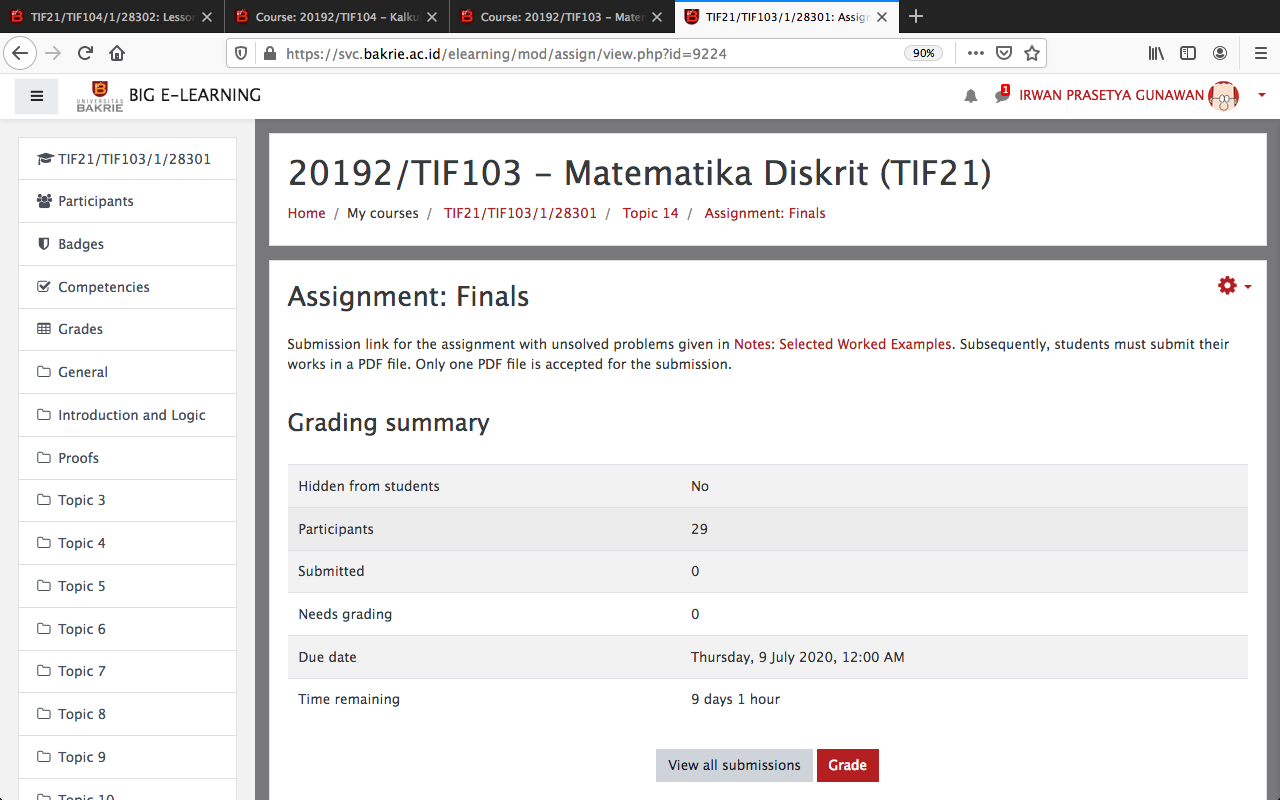 TIF21/TIF104/1/28302: Lesso
Course: 20192/TIF104 - Kalku
Course: 20192/TIF103 - Mate
TIF21/TIF103/1/28301: Assig
https://svc.bakrie.ac.id/elearning/mod/assign/view.php?id=9224
90%
UNIVERSITAS
BAKRIE
BIG E-LEARNING
1
IRWAN PRASETYA GUNAWAN
TIF21/TIF103/1/28301
Participants
Badges
Competencies
Grades
General
Introduction and Logic
Proofs
Topic 3
Topic 4
Topic 5
Topic 6
Topic 7
Topic 8
Topic 9
Topic 10
20192/TIF103 - Matematika Diskrit (TIF21)
Home / My courses / TIF21/TIF103/1/28301 / Topic 14 / Assignment: Finals
Assignment: Finals
Submission link for the assignment with unsolved problems given in Notes: Selected Worked Examples. Subsequently, students must submit their
works in a PDF file. Only one PDF file is accepted for the submission.
Grading summary
Hidden from students No
Participants 29
Submitted 0
Needs grading 0
Due date Thursday, 9 July 2020, 12:00 AM
Time remaining 9 days 1 hour
View all submissions Grade